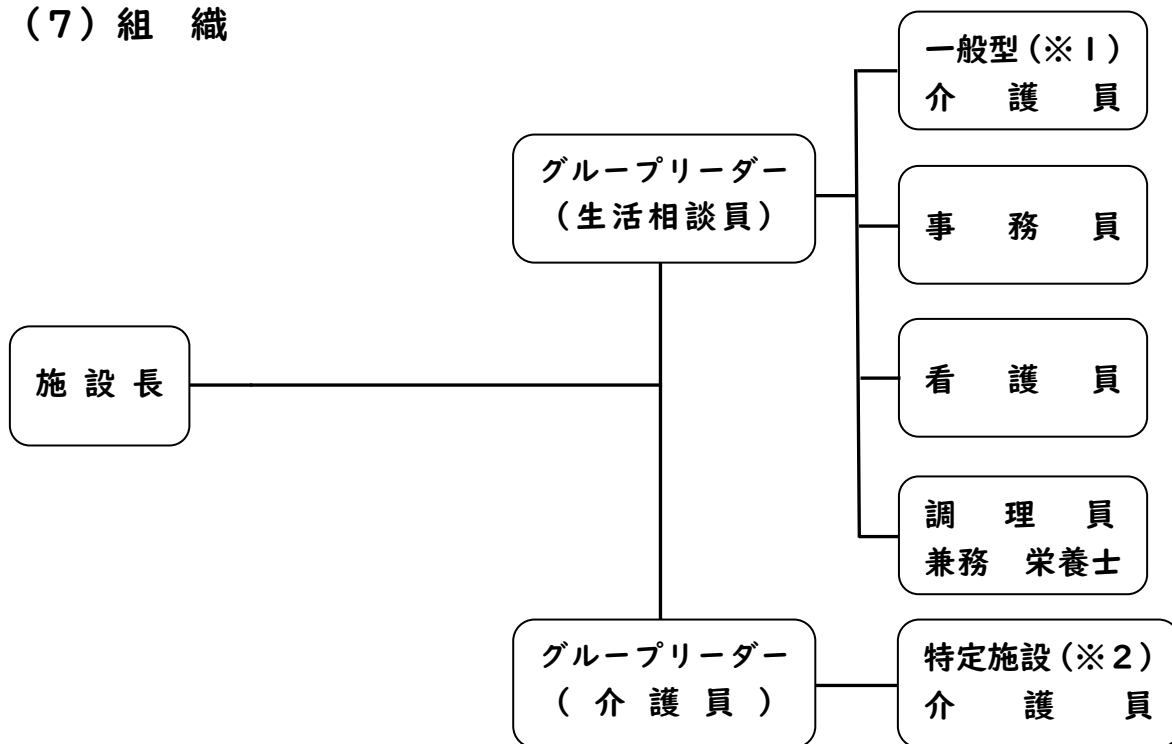 (7)組　織
一般型(※1)
介　護　員
グループリーダー
(生活相談員)
事　務　員
施設長
看　護　員
調　理　員
兼務　栄養士
グループリーダー
(介護員)
特定施設(※2)
介　護　員